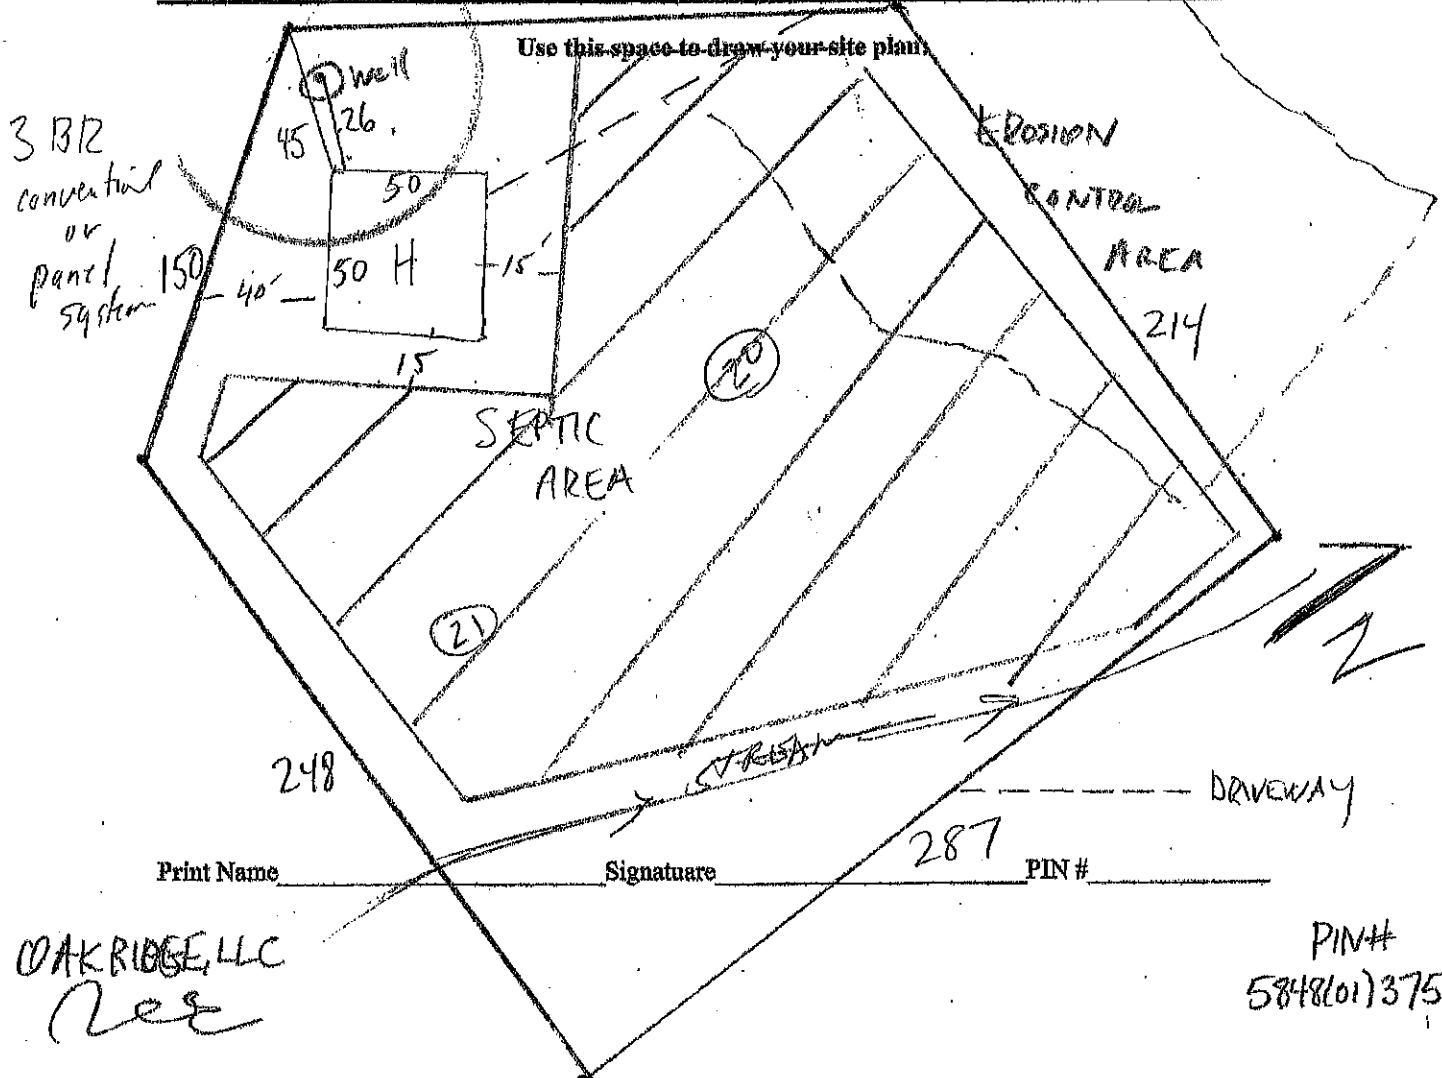 Use this space to draw your site plan:
Well
45
26
3 BR
convential
or
panel
system
150
40'
50
50 H
15'
15
EROSION
CONTROL
AREA
214
20
SEPTIC
AREA
21
STREAM
248
287
DRIVEWAY
Print Name Signatuare PIN #
OAKRIDGE, LLC
PIN#
5848(01)375